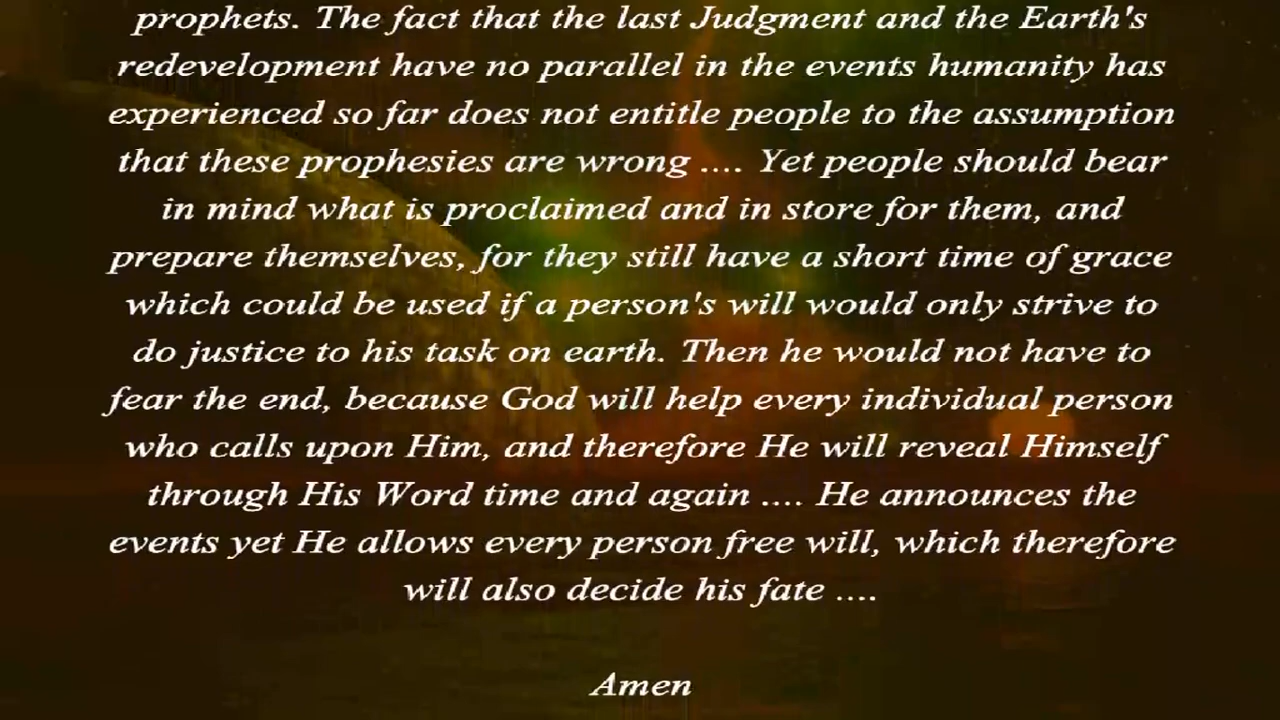 prophets. The fact that the last Judgment and the Earth's
redevelopment have no parallel in the events humanity has
experienced so far does not entitle people to the assumption
that these prophesies are wrong .... Yet people should bear
in mind what is proclaimed and in store for them, and
prepare themselves, for they still have a short time of grace
which could be used if a person's will would only strive to
do justice to his task on earth. Then he would not have to
fear the end, because God will help every individual person
who calls upon Him, and therefore He will reveal Himself
through His Word time and again .... He announces the
events yet He allows every person free will, which therefore
will also decide his fate ....
Amen